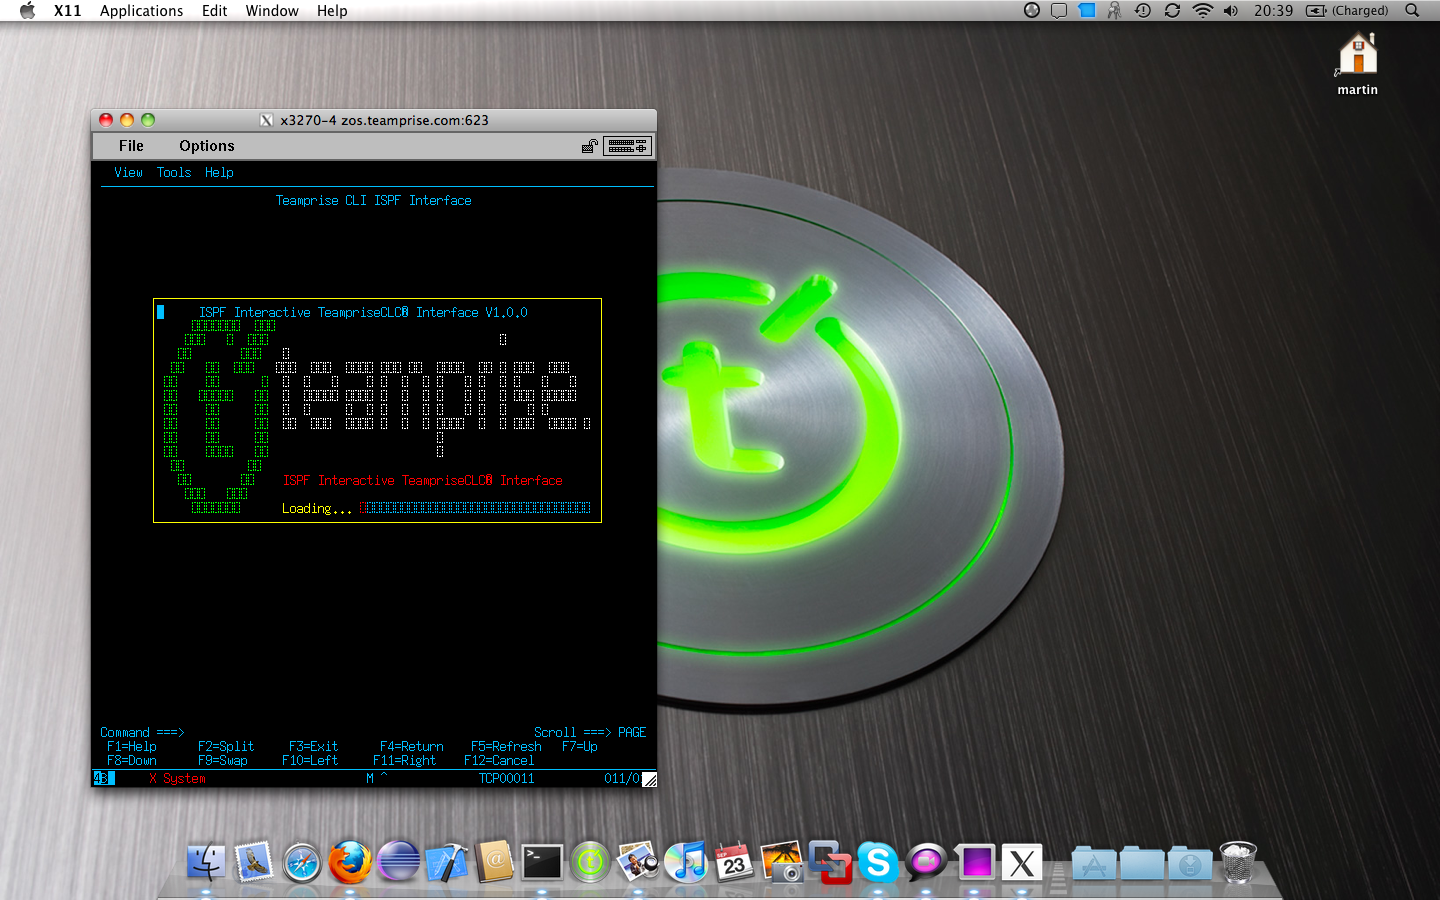 X11 Applications Edit Window Help 20:39 (Charged)
martin
x3270-4 zos.teamprise.com:623
File Options
View Tools Help
Teamprise CLI ISPF Interface
ISPF Interactive TeampriseCLC® Interface V1.0.0
t teamprise.
ISPF Interactive TeampriseCLC® Interface
Loading...
t
Command ===> Scroll ===> PAGE
F1=Help F2=Split F3=Exit F4=Return F5=Refresh F7=Up
F8=Down F9=Swap F10=Left F11=Right F12=Cancel
4B X System M ^ TCP00011 011/0
SEP
23